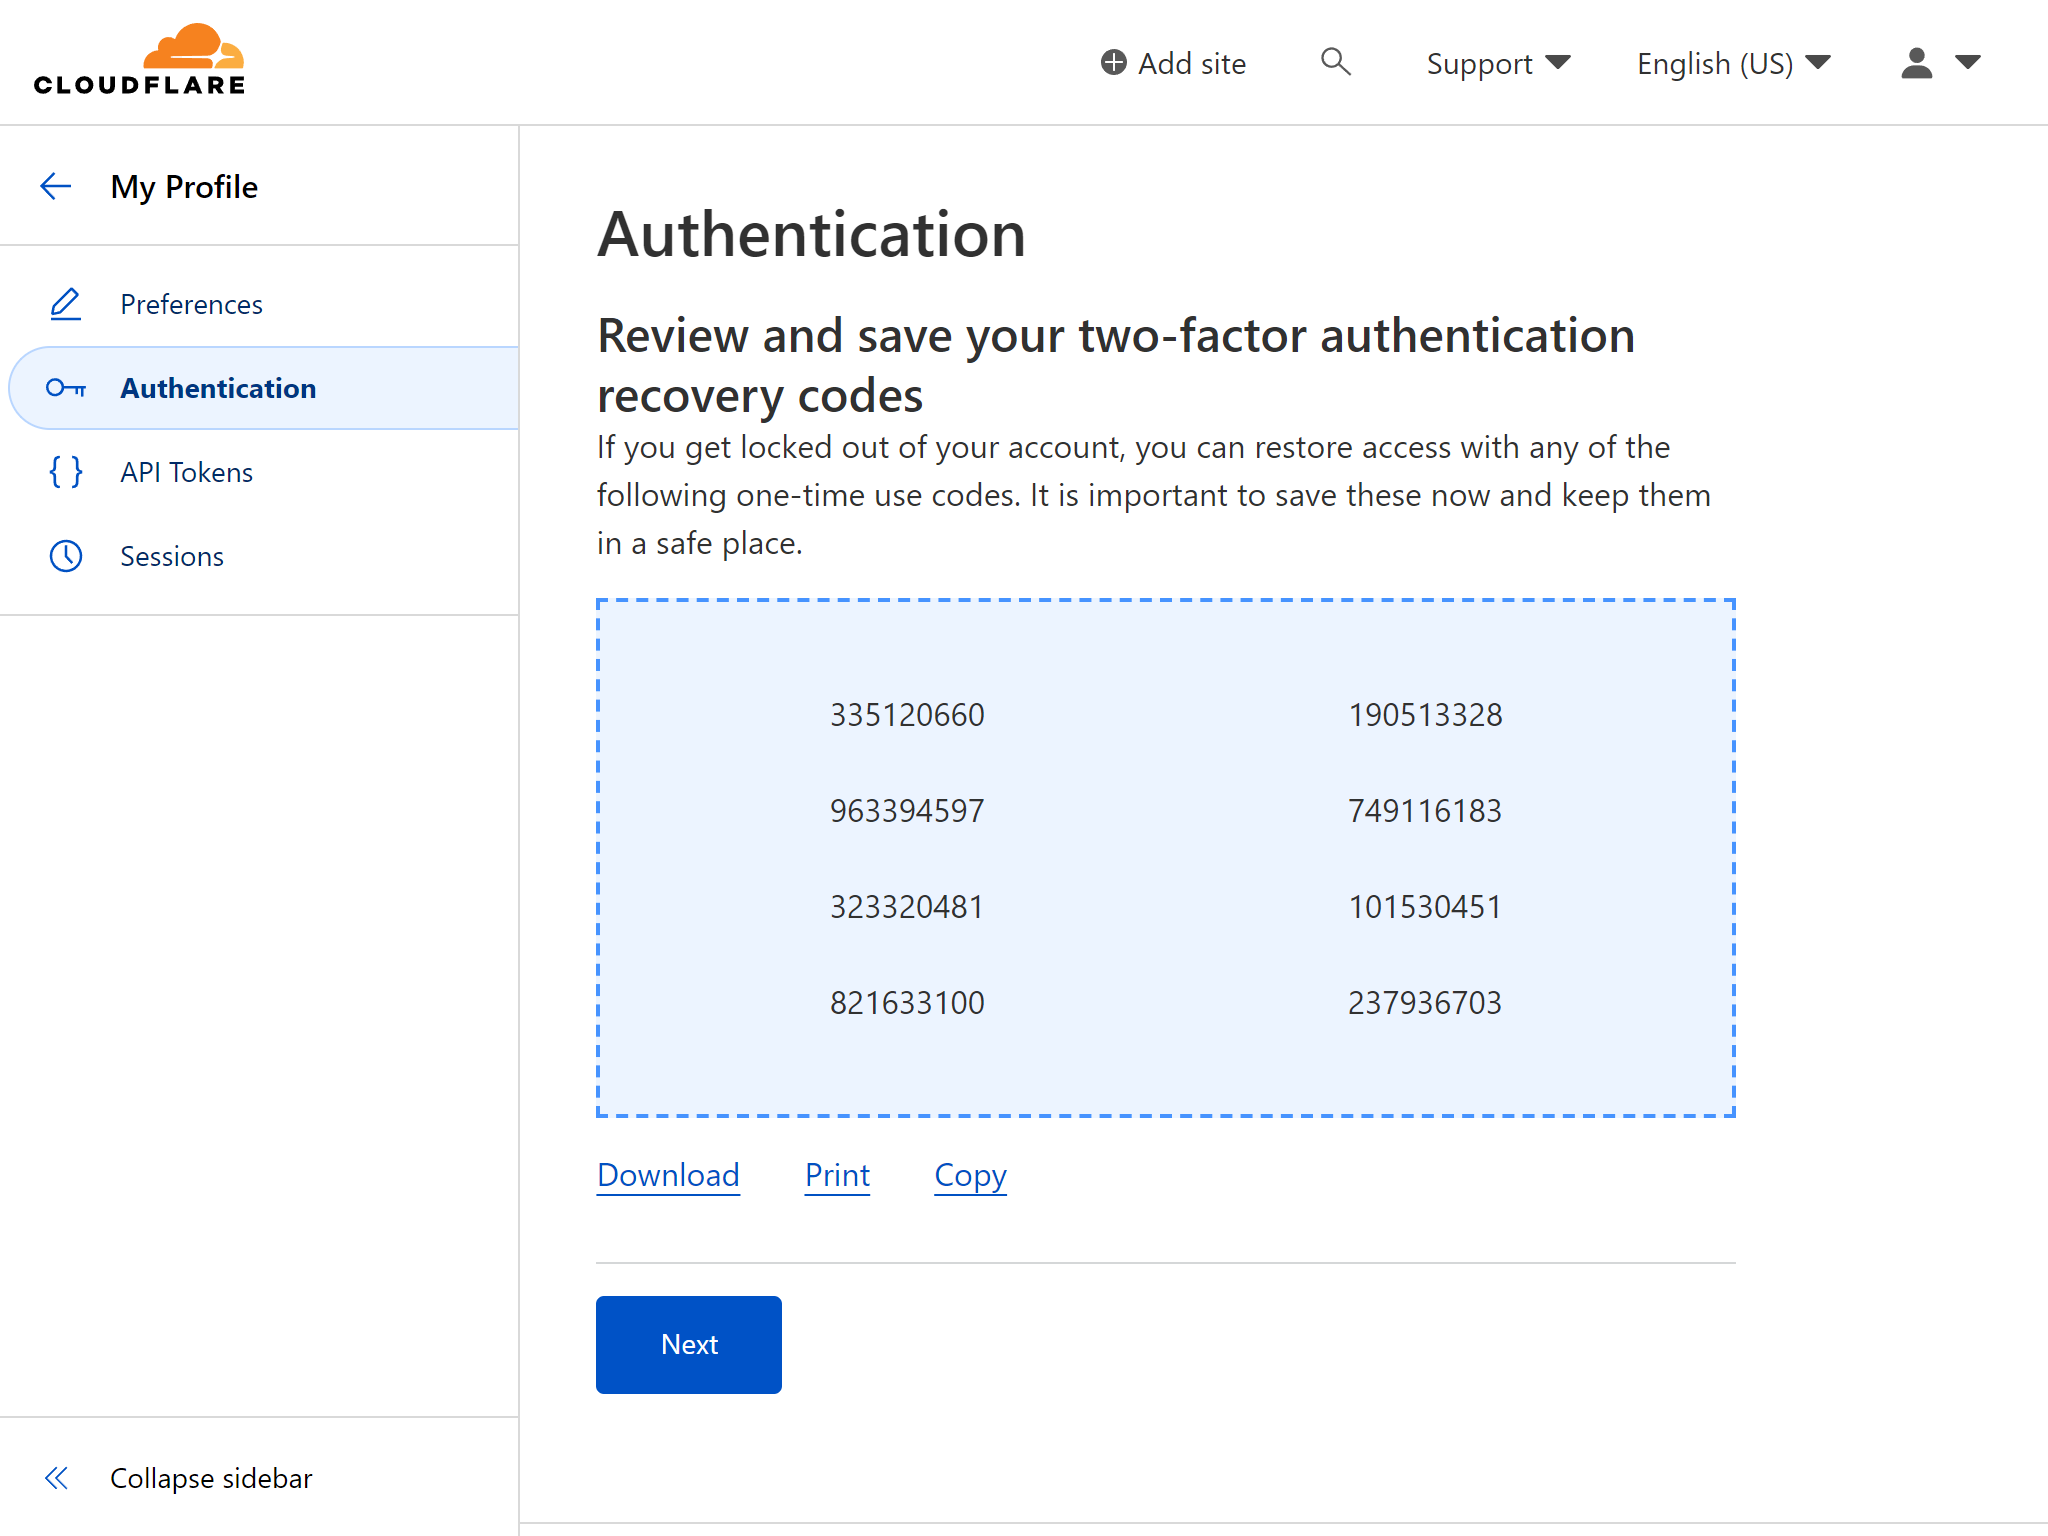 CLOUDFLARE
Add site
Support
English (US)
My Profile
Preferences
Authentication
API Tokens
Sessions
Collapse sidebar
Authentication
Review and save your two-factor authentication
recovery codes
If you get locked out of your account, you can restore access with any of the
following one-time use codes. It is important to save these now and keep them
in a safe place.
335120660 190513328
963394597 749116183
323320481 101530451
821633100 237936703
Download Print Copy
Next